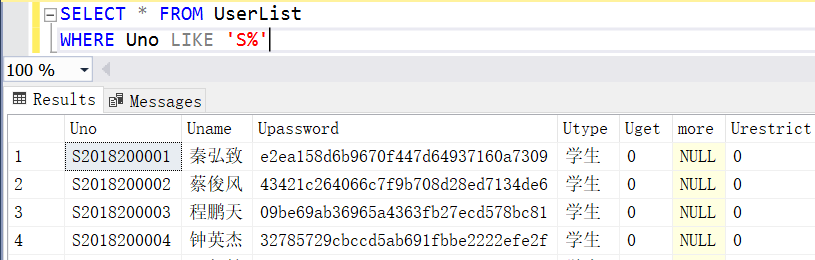 SELECT * FROM UserList
WHERE Uno LIKE 'S%'
100 %
Results Messages
Uno Uname Upassword Utype Uget more Urestrict
1 S2018200001 秦弘致 e2ea158d6b9670f447d64937160a7309 学生 0 NULL 0
2 S2018200002 蔡俊风 43421c264066c7f9b708d28ed7134de6 学生 0 NULL 0
3 S2018200003 程鹏天 09be69ab36965a4363fb27ecd578bc81 学生 0 NULL 0
4 S2018200004 钟英杰 32785729cbccd5ab691fbbe2222efe2f 学生 0 NULL 0